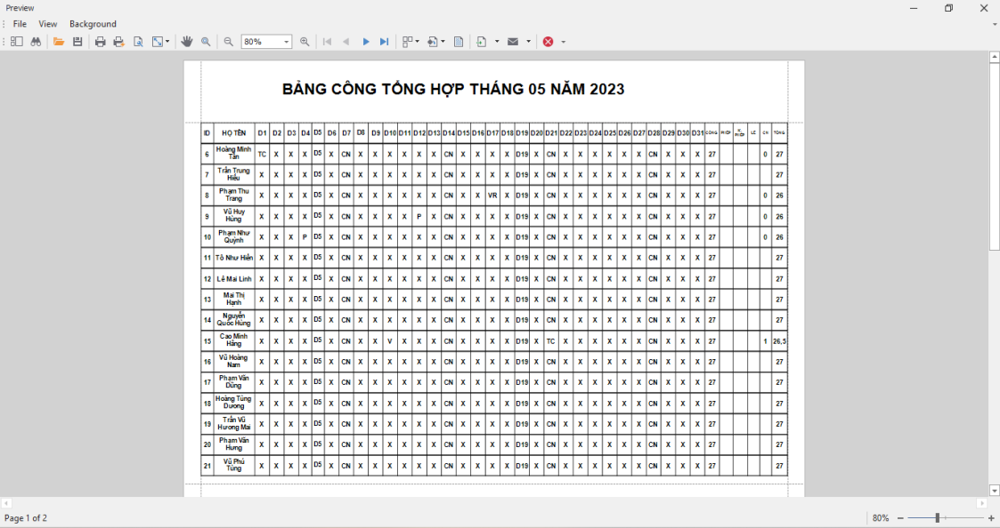 Preview
File View Background
80%
BẢNG CÔNG TỔNG HỢP THÁNG 05 NĂM 2023
ID HỌ TÊN D1 D2 D3 D4 D5 D6 D7 D8 D9 D10 D11 D12 D13 D14 D15 D16 D17 D18 D19 D20 D21 D22 D23 D24 D25 D26 D27 D28 D29 D30 D31 CÔNG PHÉP K. PHÉP LỄ CN TỔNG
6 Hoàng Minh Tân TC X X X D5 X CN X X X X X X CN X X X X D19 X CN X X X X X X CN X X X 27 0 27
7 Trần Trung Hiếu X X X X D5 X CN X X X X X X CN X X X X D19 X CN X X X X X X CN X X X 27 27
8 Phạm Thu Trang X X X X D5 X CN X X X X X X CN X X VR X D19 X CN X X X X X X CN X X X 27 0 26
9 Vũ Huy Hùng X X X X D5 X CN X X X X P X CN X X X X D19 X CN X X X X X X CN X X X 27 0 26
10 Phạm Như Quỳnh X X X P D5 X CN X X X X X X CN X X X X D19 X CN X X X X X X CN X X X 27 0 26
11 Tô Như Hiền X X X X D5 X CN X X X X X X CN X X X X D19 X CN X X X X X X CN X X X 27 27
12 Lê Mai Linh X X X X D5 X CN X X X X X X CN X X X X D19 X CN X X X X X X CN X X X 27 27
13 Mai Thị Hạnh X X X X D5 X CN X X X X X X CN X X X X D19 X CN X X X X X X CN X X X 27 27
14 Nguyễn Quốc Hùng X X X X D5 X CN X X X X X X CN X X X X D19 X CN X X X X X X CN X X X 27 27
15 Cao Minh Hằng X X X X D5 X CN X X V X X X CN X X X X D19 X TC X X X X X X CN X X X 27 1 26,5
16 Vũ Hoàng Nam X X X X D5 X CN X X X X X X CN X X X X D19 X CN X X X X X X CN X X X 27 27
17 Phạm Văn Dũng X X X X D5 X CN X X X X X X CN X X X X D19 X CN X X X X X X CN X X X 27 27
18 Hoàng Tùng Dương X X X X D5 X CN X X X X X X CN X X X X D19 X CN X X X X X X CN X X X 27 27
19 Trần Vũ Hương Mai X X X X D5 X CN X X X X X X CN X X X X D19 X CN X X X X X X CN X X X 27 27
20 Phạm Văn Hưng X X X X D5 X CN X X X X X X CN X X X X D19 X CN X X X X X X CN X X X 27 27
21 Vũ Phú Tùng X X X X D5 X CN X X X X X X CN X X X X D19 X CN X X X X X X CN X X X 27 27
Page 1 of 2 80%